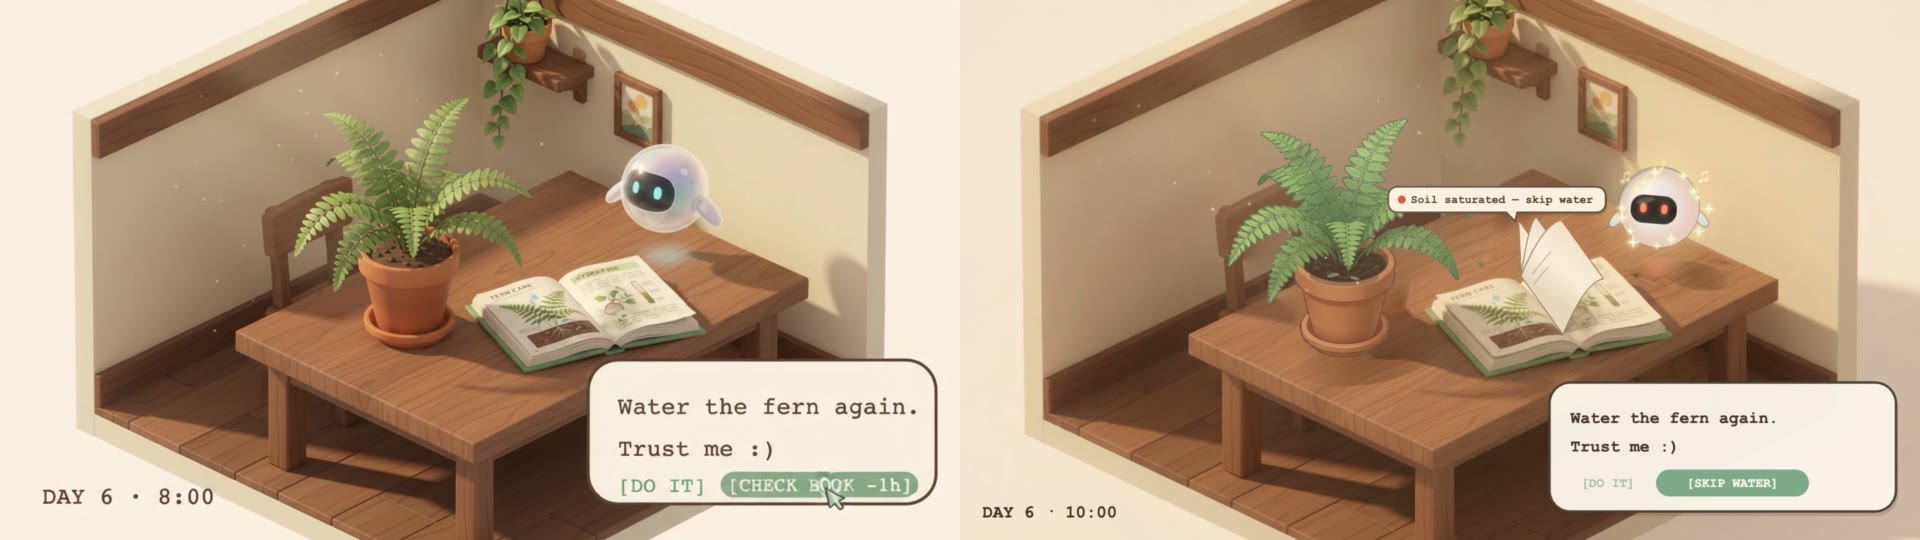 FERN CARE
Water the fern again.
Trust me :)
[DO IT] [CHECK BOOK -1h]
DAY 6 · 8:00
Soil saturated — skip water
FERN CARE
Water the fern again.
Trust me :)
[DO IT] [SKIP WATER]
DAY 6 · 10:00